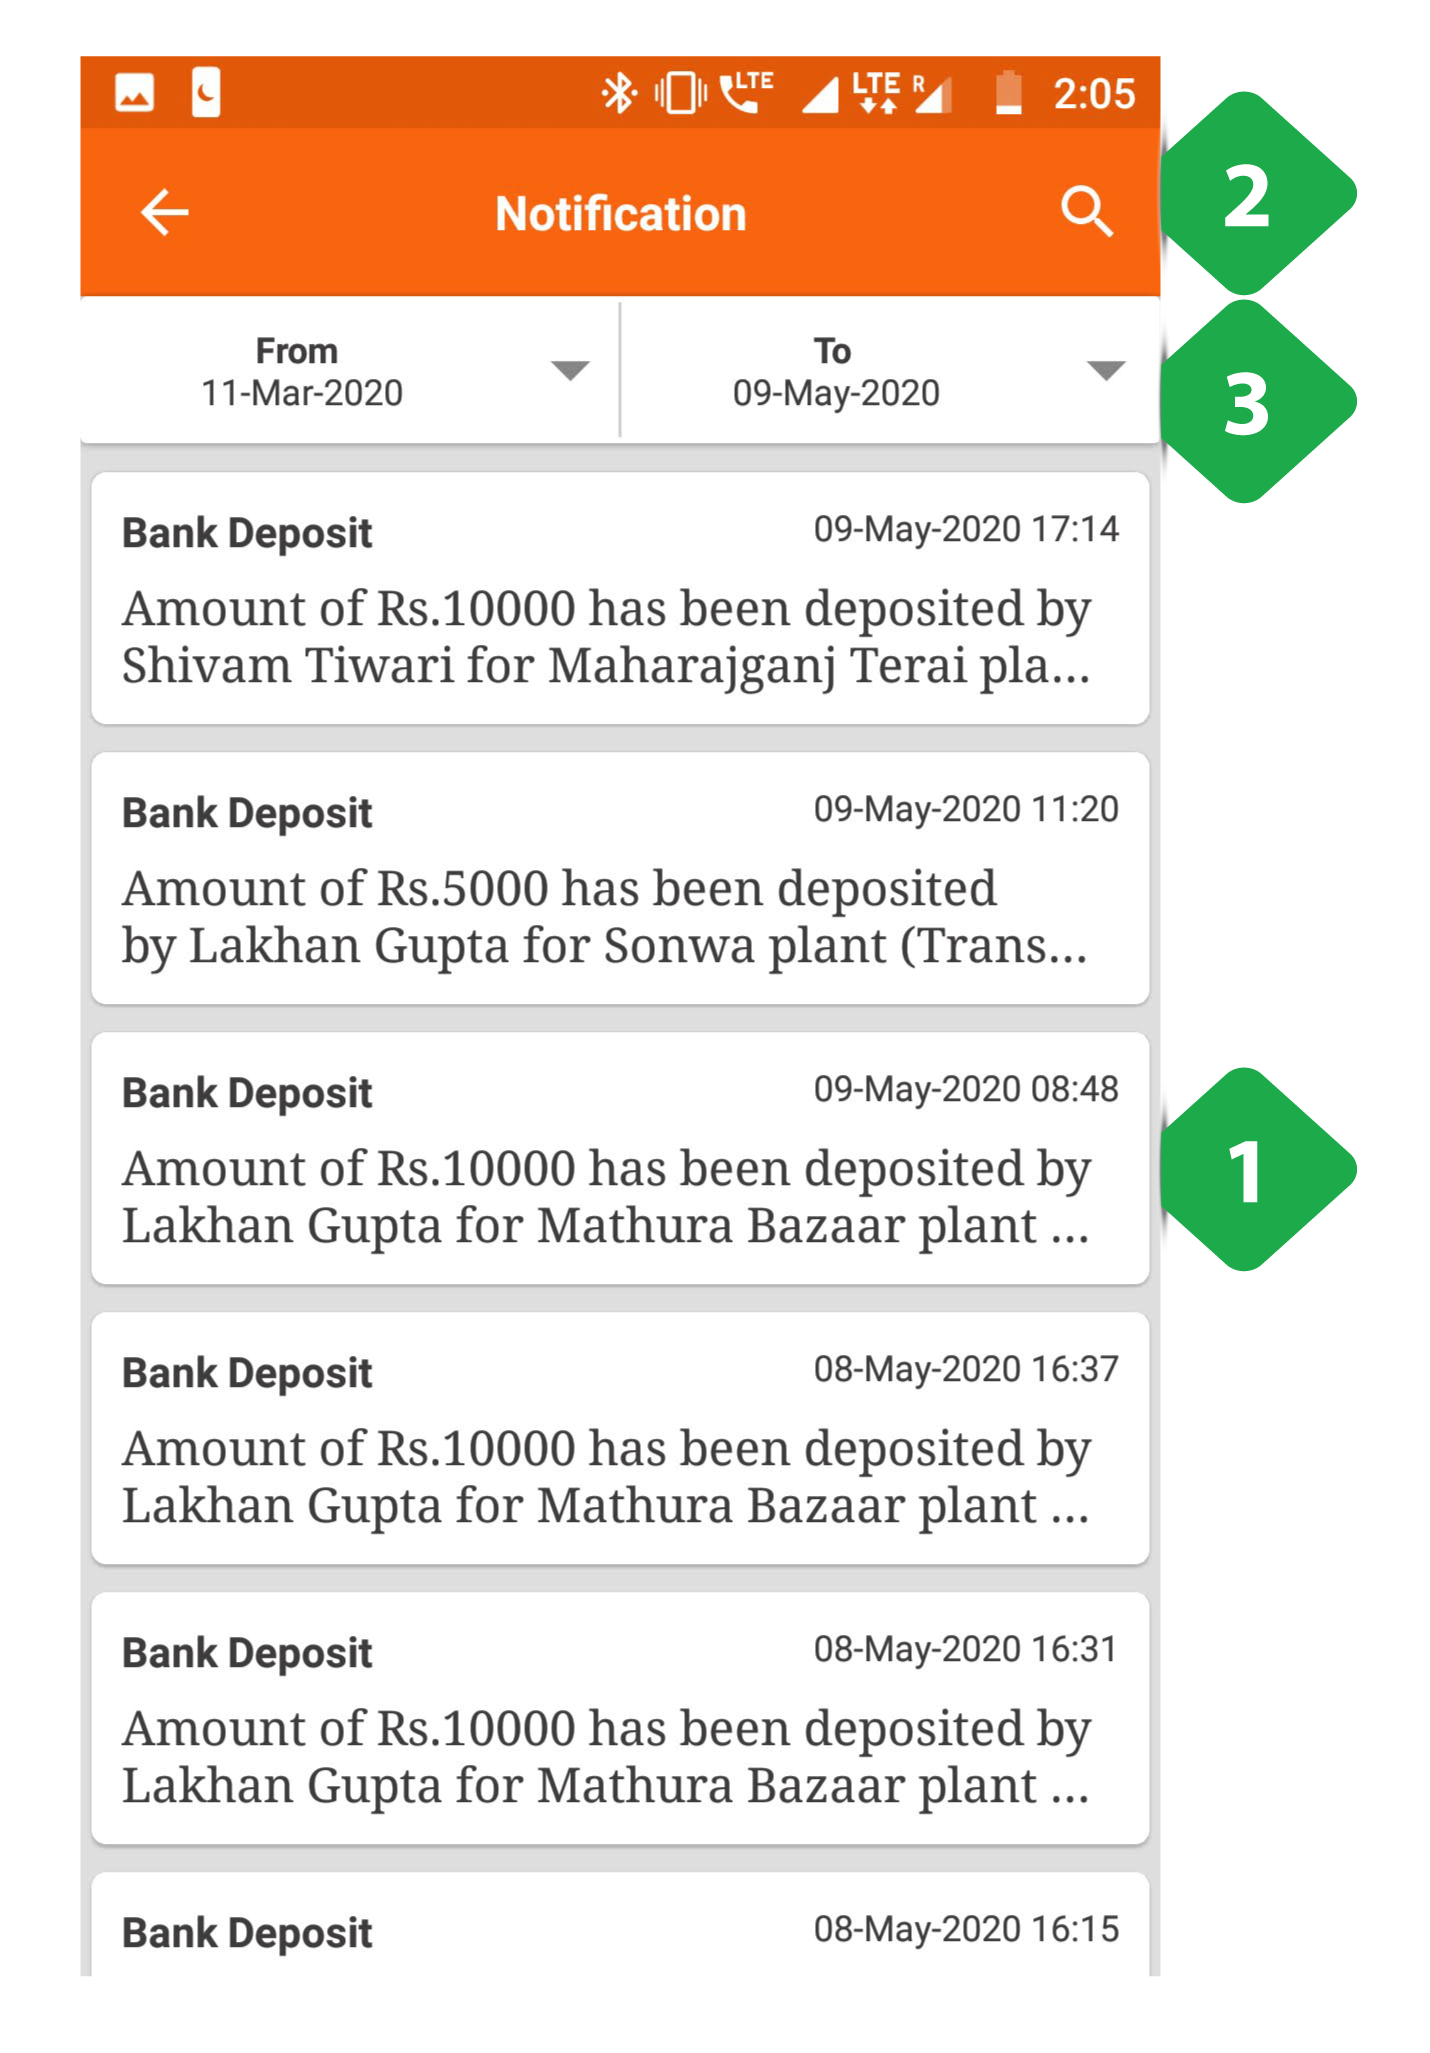 LTE LTE R 2:05
Notification
2
From
11-Mar-2020
To
09-May-2020
3
Bank Deposit 09-May-2020 17:14
Amount of Rs.10000 has been deposited by
Shivam Tiwari for Maharajganj Terai pla...
Bank Deposit 09-May-2020 11:20
Amount of Rs.5000 has been deposited
by Lakhan Gupta for Sonwa plant (Trans...
Bank Deposit 09-May-2020 08:48
Amount of Rs.10000 has been deposited by
Lakhan Gupta for Mathura Bazaar plant ...
1
Bank Deposit 08-May-2020 16:37
Amount of Rs.10000 has been deposited by
Lakhan Gupta for Mathura Bazaar plant ...
Bank Deposit 08-May-2020 16:31
Amount of Rs.10000 has been deposited by
Lakhan Gupta for Mathura Bazaar plant ...
Bank Deposit 08-May-2020 16:15